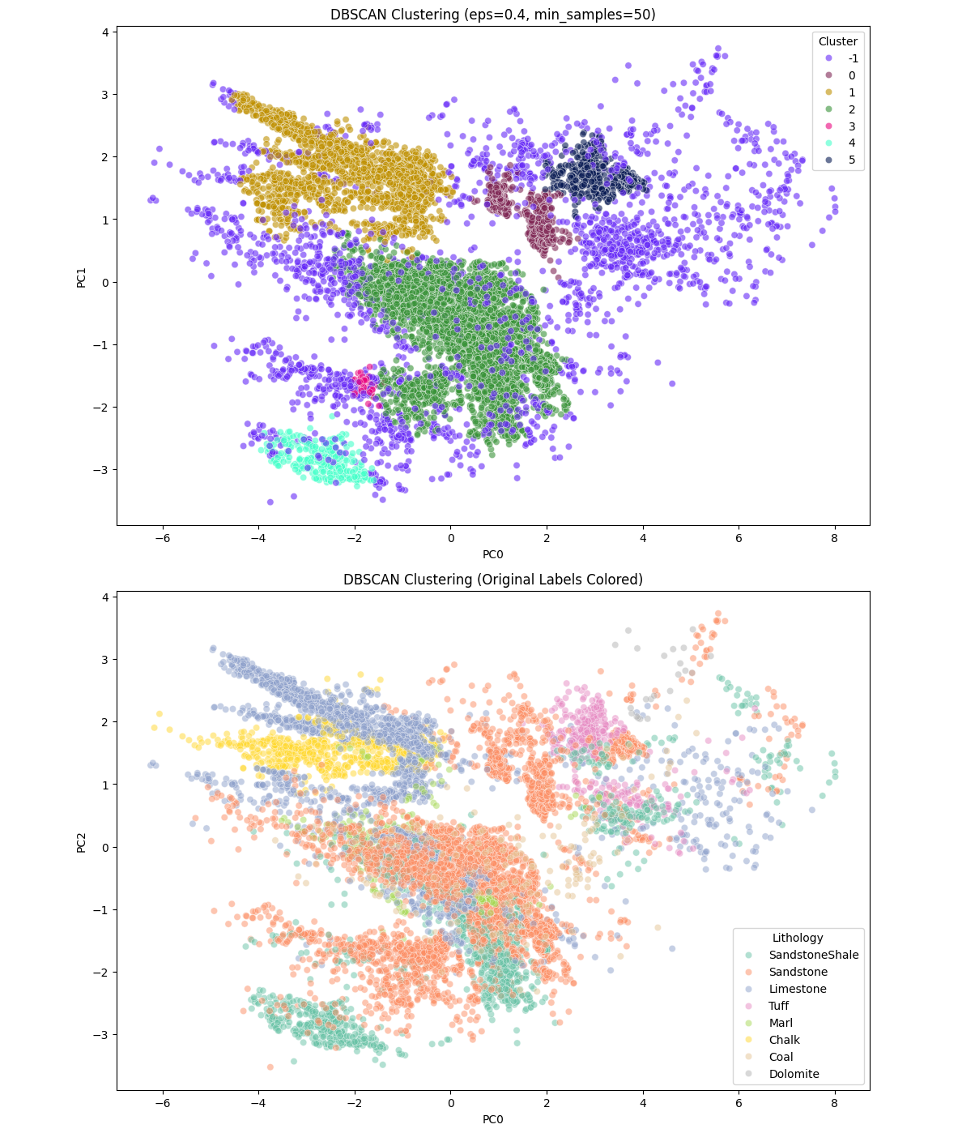 DBSCAN Clustering (eps=0.4, min_samples=50)
4
3
2
1
0
−1
−2
−3
PC1
−6
−4
−2
0
2
4
6
8
PC0
Cluster
-1
0
1
2
3
4
5
DBSCAN Clustering (Original Labels Colored)
4
3
2
1
0
−1
−2
−3
PC2
−6
−4
−2
0
2
4
6
8
PC0
Lithology
SandstoneShale
Sandstone
Limestone
Tuff
Marl
Chalk
Coal
Dolomite